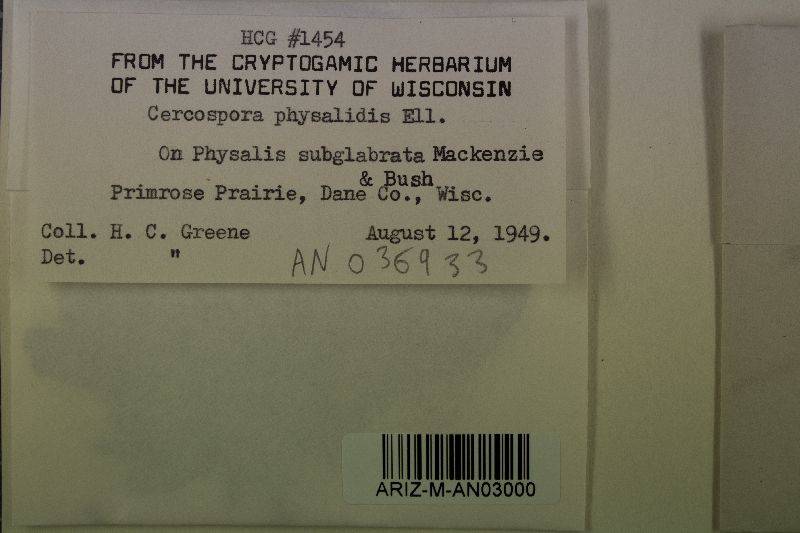 HCG #1454
FROM THE CRYPTOGAMIC HERBARIUM
OF THE UNIVERSITY OF WISCONSIN
Cercospora physalidis Ell.
On Physalis subglabrata Mackenzie
& Bush
Primrose Prairie, Dane Co., Wisc.
Coll. H. C. Greene August 12, 1949.
Det. "
AN 036933
ARIZ-M-AN03000